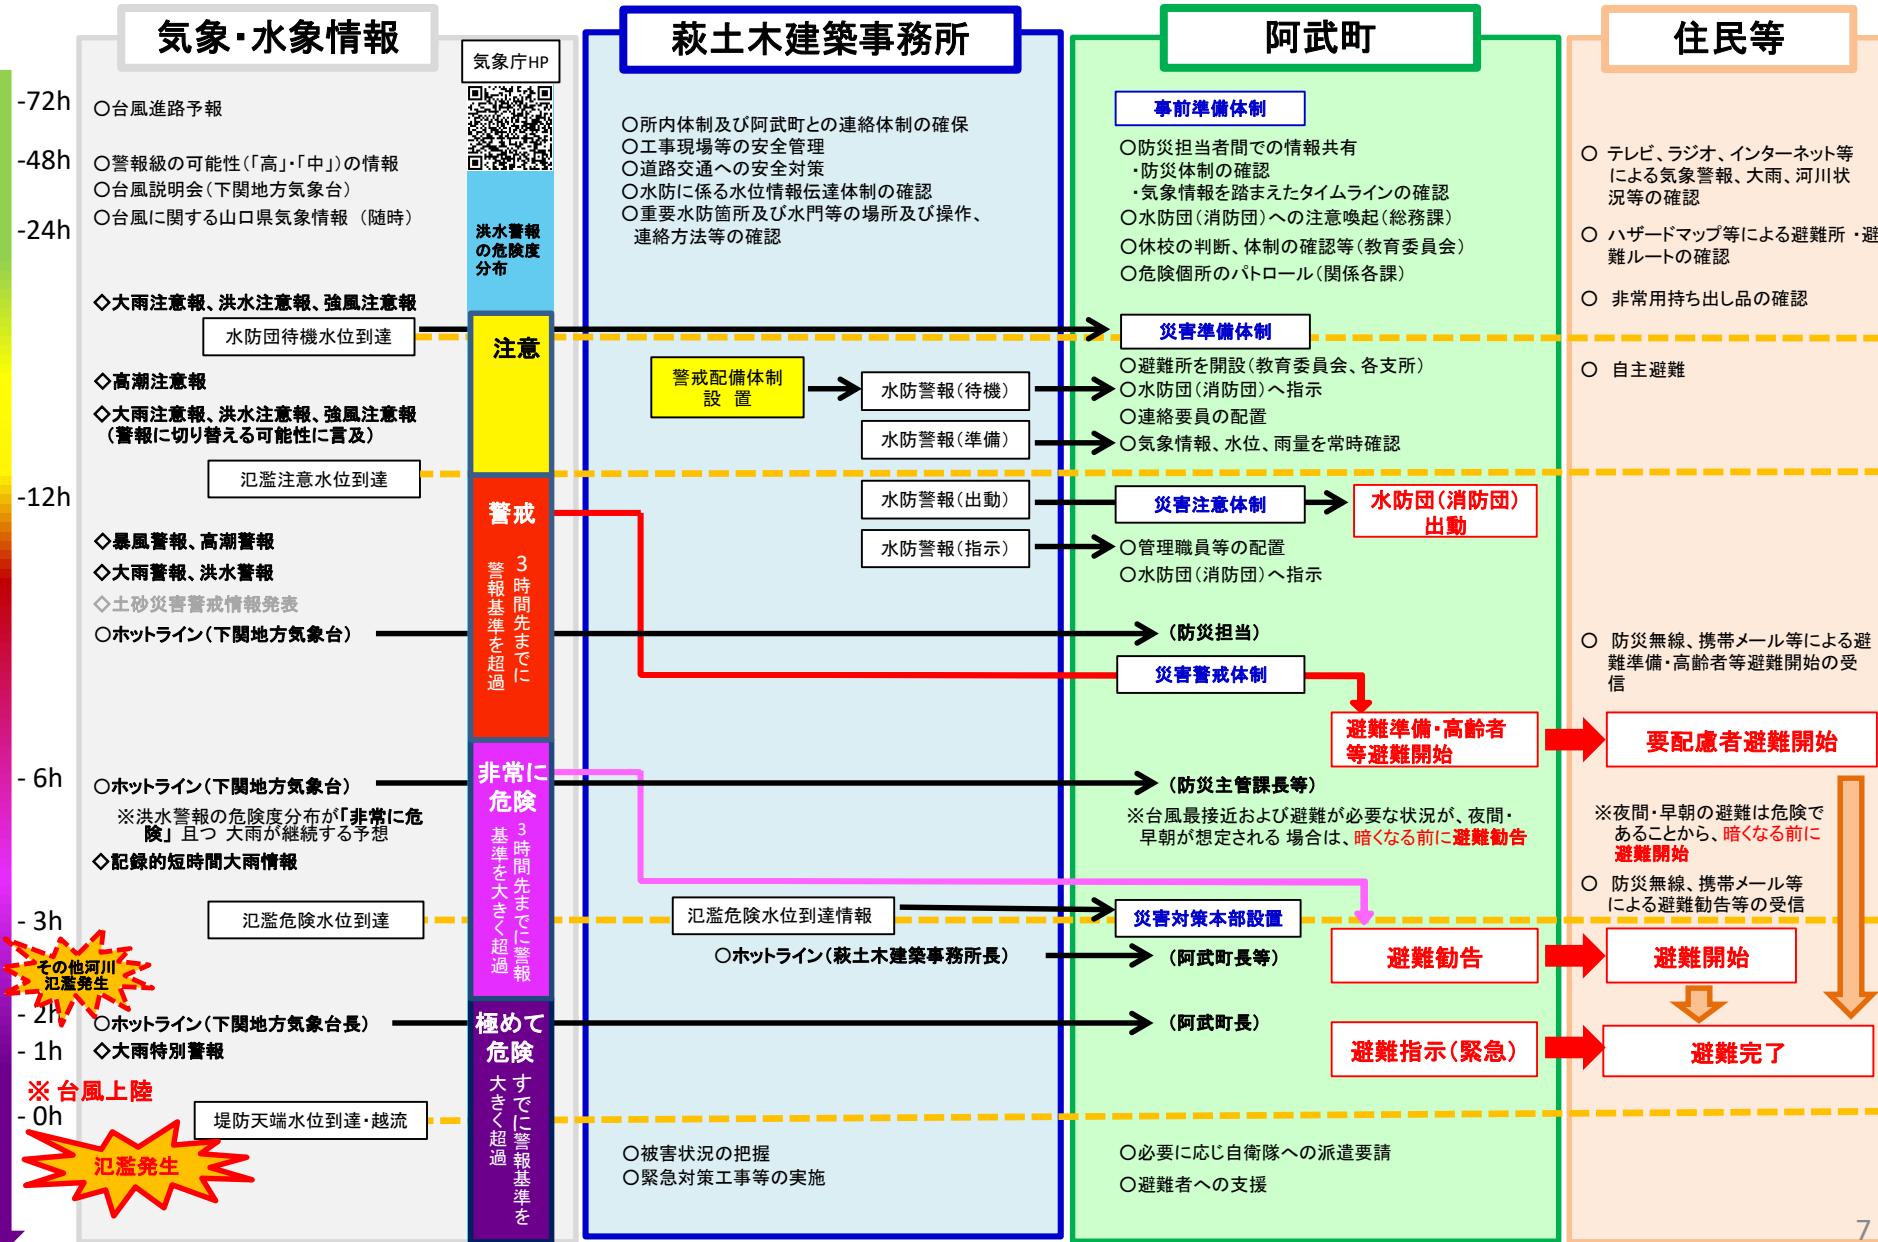 気象・水象情報
気象庁HP
-72h
○台風進路予報
-48h
○警報級の可能性(「高」・「中」)の情報
○台風説明会(下関地方気象台)
○台風に関する山口県気象情報 (随時)
-24h
洪水警報
の危険度
分布
◇大雨注意報、洪水注意報、強風注意報
水防団待機水位到達
注意
◇高潮注意報
◇大雨注意報、洪水注意報、強風注意報
(警報に切り替える可能性に言及)
氾濫注意水位到達
-12h
警戒
3時間先までに
警報基準を超過
◇暴風警報、高潮警報
◇大雨警報、洪水警報
◇土砂災害警戒情報発表
○ホットライン(下関地方気象台)
- 6h
非常に
危険
3時間先までに警報
基準を大きく超過
○ホットライン(下関地方気象台)
※洪水警報の危険度分布が「非常に危
険」且つ 大雨が継続する予想
◇記録的短時間大雨情報
- 3h
氾濫危険水位到達
その他河川
氾濫発生
- 2h
○ホットライン(下関地方気象台長)
極めて
危険
すでに警報基準を
大きく超過
- 1h
◇大雨特別警報
※ 台風上陸
- 0h
堤防天端水位到達・越流
氾濫発生
萩土木建築事務所
○所内体制及び阿武町との連絡体制の確保
○工事現場等の安全管理
○道路交通への安全対策
○水防に係る水位情報伝達体制の確認
○重要水防箇所及び水門等の場所及び操作、
連絡方法等の確認
警戒配備体制
設 置
水防警報(待機)
水防警報(準備)
水防警報(出動)
水防警報(指示)
氾濫危険水位到達情報
○ホットライン(萩土木建築事務所長)
○被害状況の把握
○緊急対策工事等の実施
阿武町
事前準備体制
○防災担当者間での情報共有
・防災体制の確認
・気象情報を踏まえたタイムラインの確認
○水防団(消防団)への注意喚起(総務課)
○休校の判断、体制の確認等(教育委員会)
○危険個所のパトロール(関係各課)
災害準備体制
○避難所を開設(教育委員会、各支所)
○水防団(消防団)へ指示
○連絡要員の配置
○気象情報、水位、雨量を常時確認
災害注意体制
水防団(消防団)
出動
○管理職員等の配置
○水防団(消防団)へ指示
(防災担当)
災害警戒体制
避難準備・高齢者
等避難開始
(防災主管課長等)
※台風最接近および避難が必要な状況が、夜間・
早朝が想定される 場合は、暗くなる前に避難勧告
災害対策本部設置
(阿武町長等)
避難勧告
(阿武町長)
避難指示(緊急)
○必要に応じ自衛隊への派遣要請
○避難者への支援
住民等
○ テレビ、ラジオ、インターネット等
による気象警報、大雨、河川状
況等の確認
○ ハザードマップ等による避難所 ・避
難ルートの確認
○ 非常用持ち出し品の確認
○ 自主避難
○ 防災無線、携帯メール等による避
難準備・高齢者等避難開始の受
信
要配慮者避難開始
※夜間・早朝の避難は危険で
あることから、暗くなる前に
避難開始
○ 防災無線、携帯メール等
による避難勧告等の受信
避難開始
避難完了
7